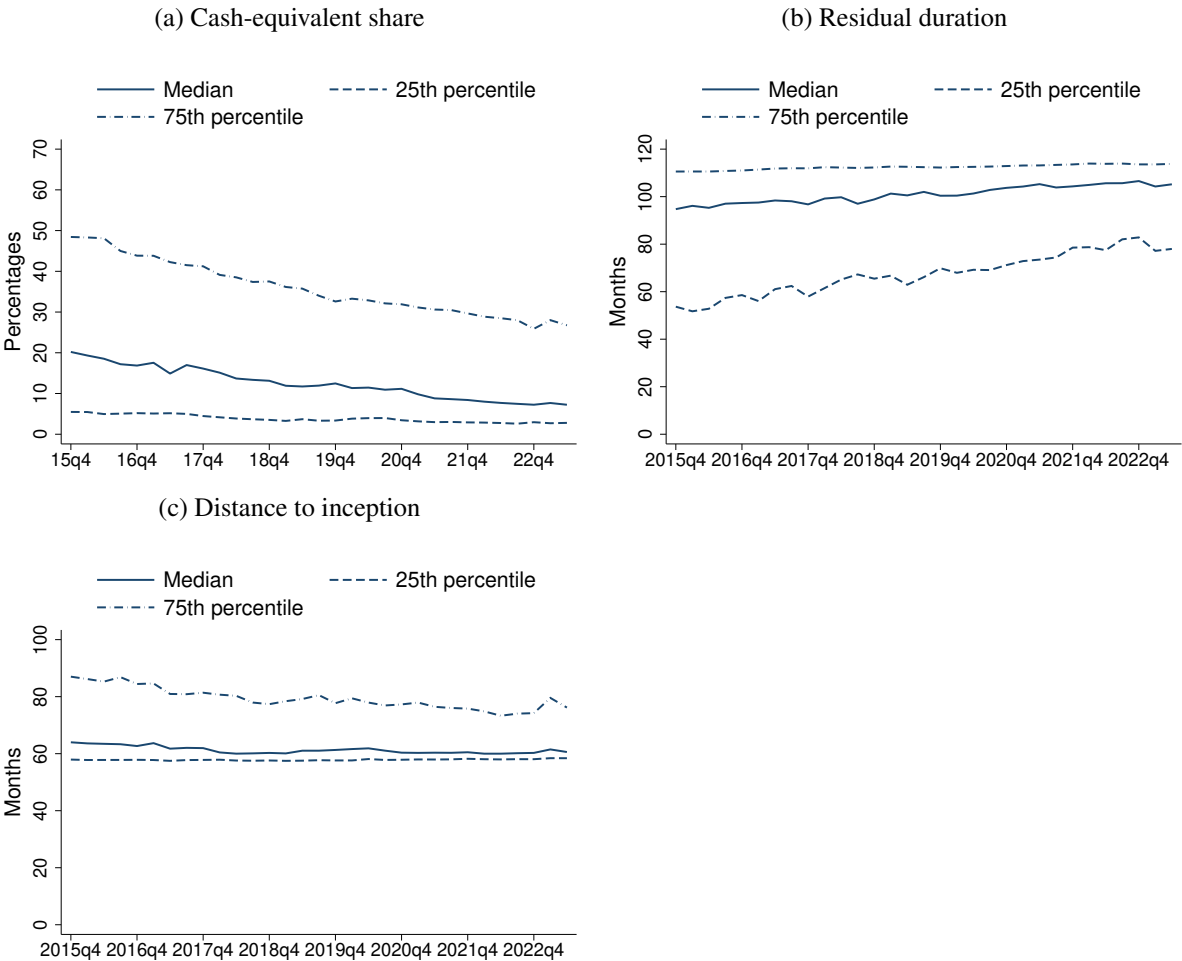 (a) Cash-equivalent share
Median
25th percentile
75th percentile
Percentages
70
60
50
40
30
20
10
0
15q4 16q4 17q4 18q4 19q4 20q4 21q4 22q4
(b) Residual duration
Median
25th percentile
75th percentile
Months
120
100
80
60
40
20
0
2015q4 2016q4 2017q4 2018q4 2019q4 2020q4 2021q4 2022q4
(c) Distance to inception
Median
25th percentile
75th percentile
Months
100
80
60
40
20
0
2015q4 2016q4 2017q4 2018q4 2019q4 2020q4 2021q4 2022q4